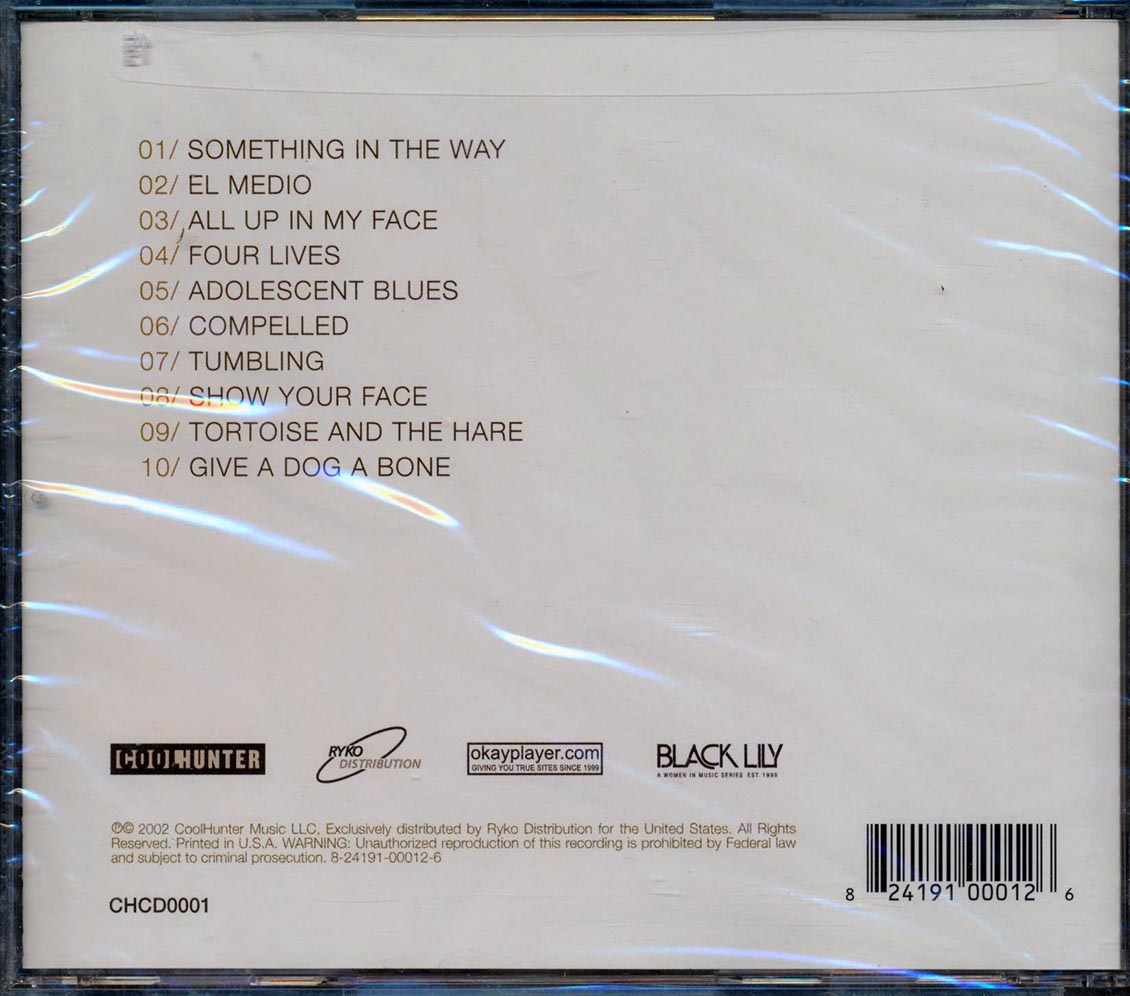 01/ SOMETHING IN THE WAY
02/ EL MEDIO
03/ ALL UP IN MY FACE
04/ FOUR LIVES
05/ ADOLESCENT BLUES
06/ COMPELLED
07/ TUMBLING
08/ SHOW YOUR FACE
09/ TORTOISE AND THE HARE
10/ GIVE A DOG A BONE
COOLHUNTER
RYKO
DISTRIBUTION
okayplayer.com
GIVING YOU TRUE SITES SINCE 1999
BLACK LILY
A WOMEN IN MUSIC SERIES EST. 1999
℗© 2002 CoolHunter Music LLC, Exclusively distributed by Ryko Distribution for the United States. All Rights
Reserved. Printed in U.S.A. WARNING: Unauthorized reproduction of this recording is prohibited by Federal law
and subject to criminal prosecution. 8-24191-00012-6
CHCD0001
8 24191 00012 6